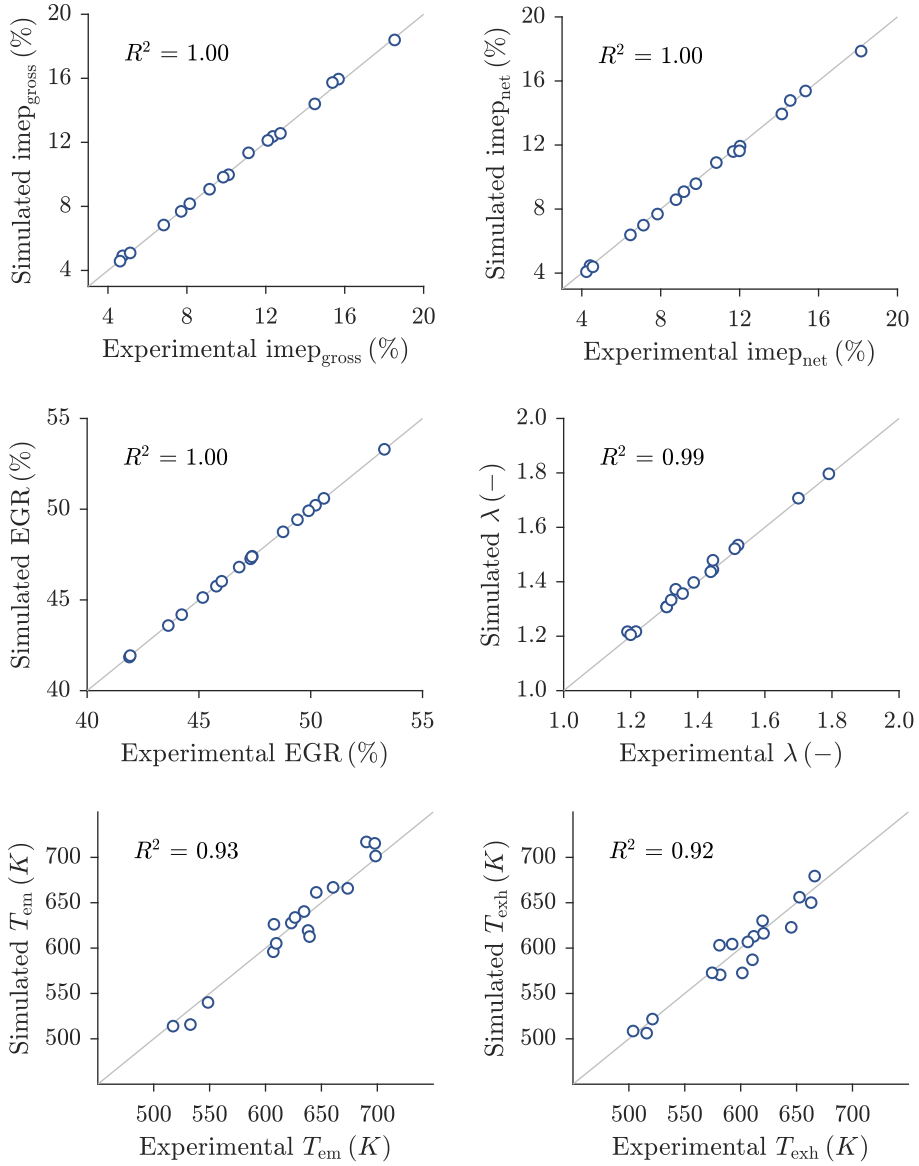 20
16
12
8
4
Simulated imep_gross (%)
R² = 1.00
4 8 12 16 20
Experimental imep_gross (%)
20
16
12
8
4
Simulated imep_net (%)
R² = 1.00
4 8 12 16 20
Experimental imep_net (%)
55
50
45
40
Simulated EGR (%)
R² = 1.00
40 45 50 55
Experimental EGR (%)
2.0
1.8
1.6
1.4
1.2
1.0
Simulated λ (−)
R² = 0.99
1.0 1.2 1.4 1.6 1.8 2.0
Experimental λ (−)
700
650
600
550
500
Simulated T_em (K)
R² = 0.93
500 550 600 650 700
Experimental T_em (K)
700
650
600
550
500
Simulated T_exh (K)
R² = 0.92
500 550 600 650 700
Experimental T_exh (K)